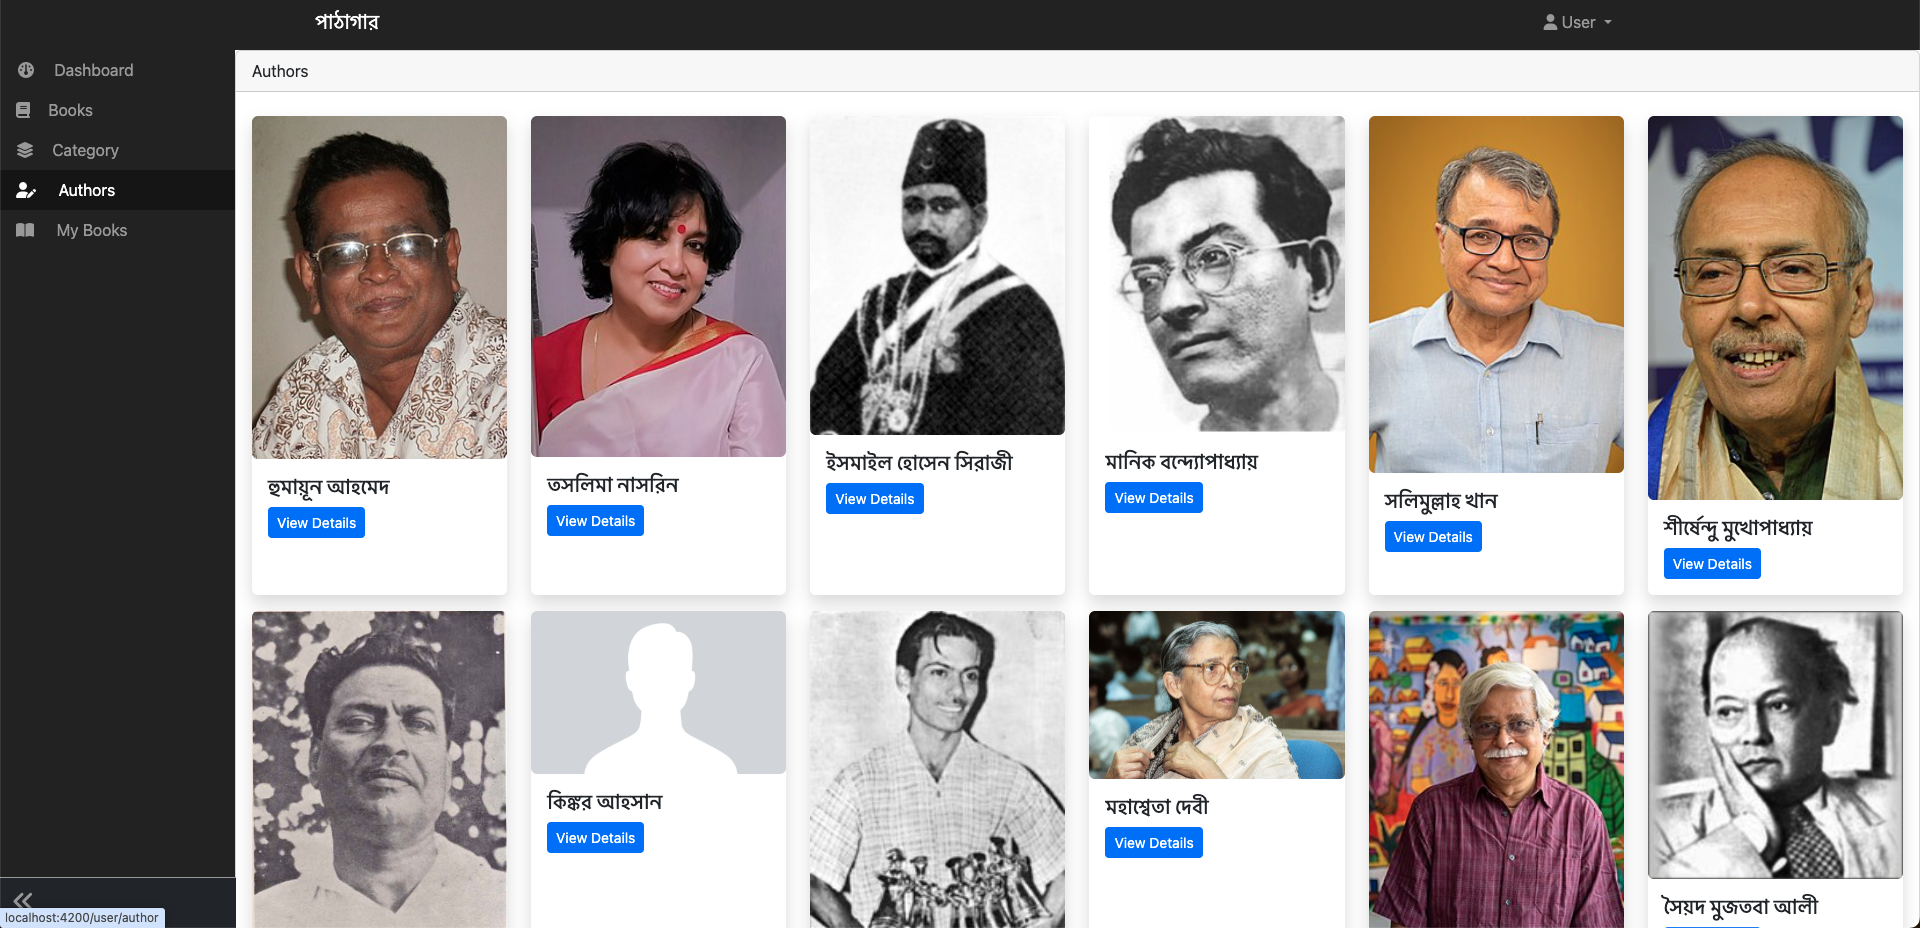 পাঠাগার
User
Dashboard
Books
Category
Authors
My Books
Authors
হুমায়ূন আহমেদ
View Details
তসলিমা নাসরিন
View Details
ইসমাইল হোসেন সিরাজী
View Details
মানিক বন্দ্যোপাধ্যায়
View Details
সলিমুল্লাহ খান
View Details
শীর্ষেন্দু মুখোপাধ্যায়
View Details
কিঙ্কর আহসান
View Details
মহাশ্বেতা দেবী
View Details
সৈয়দ মুজতবা আলী
localhost:4200/user/author